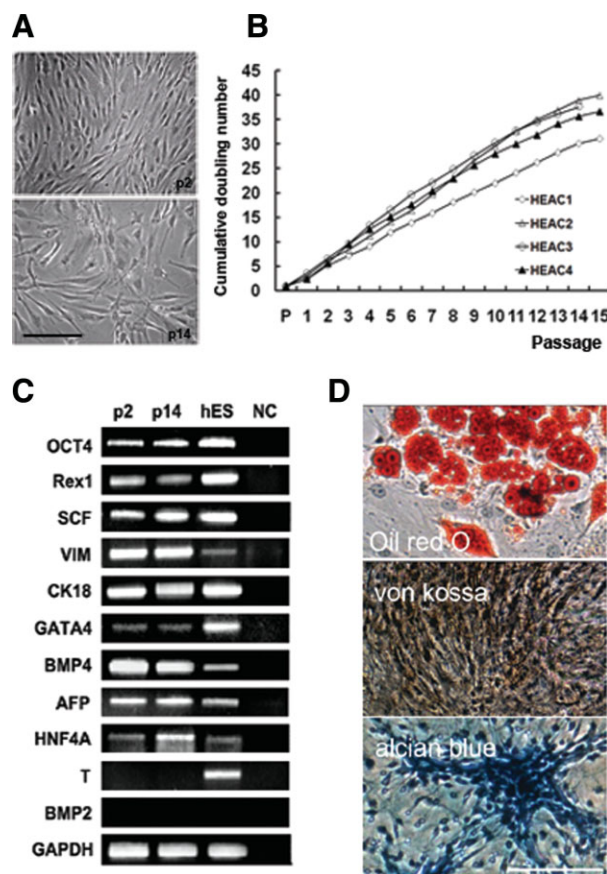 A
p2
p14
B
Cumulative doubling number
45
40
35
30
25
20
15
10
5
0
HEAC1
HEAC2
HEAC3
HEAC4
P 1 2 3 4 5 6 7 8 9 10 11 12 13 14 15
Passage
C
p2 p14 hES NC
OCT4
Rex1
SCF
VIM
CK18
GATA4
BMP4
AFP
HNF4A
T
BMP2
GAPDH
D
Oil red O
von kossa
alcian blue